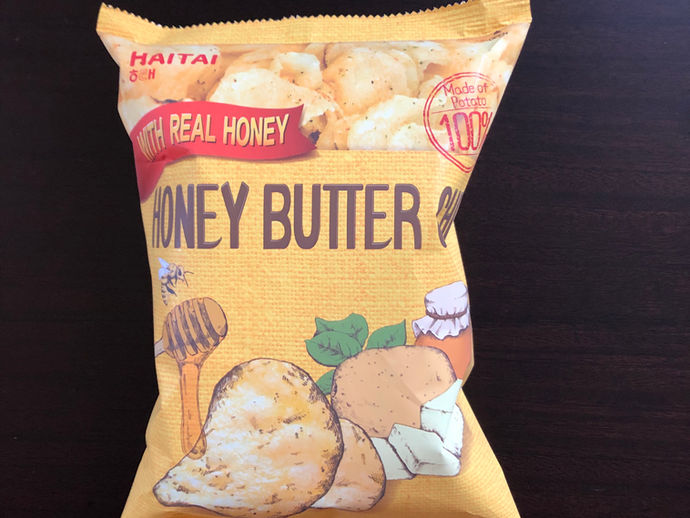 HAITAI
해태
WITH REAL HONEY
Made of
Potato
100%
HONEY BUTTER